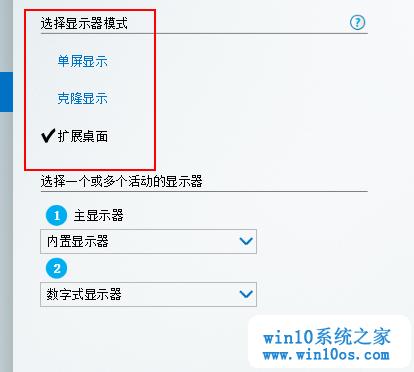 选择显示器模式
?
单屏显示
克隆显示
✓扩展桌面
选择一个或多个活动的显示器
1 主显示器
内置显示器
2
数字式显示器
win10系统之家
www.win10os.com